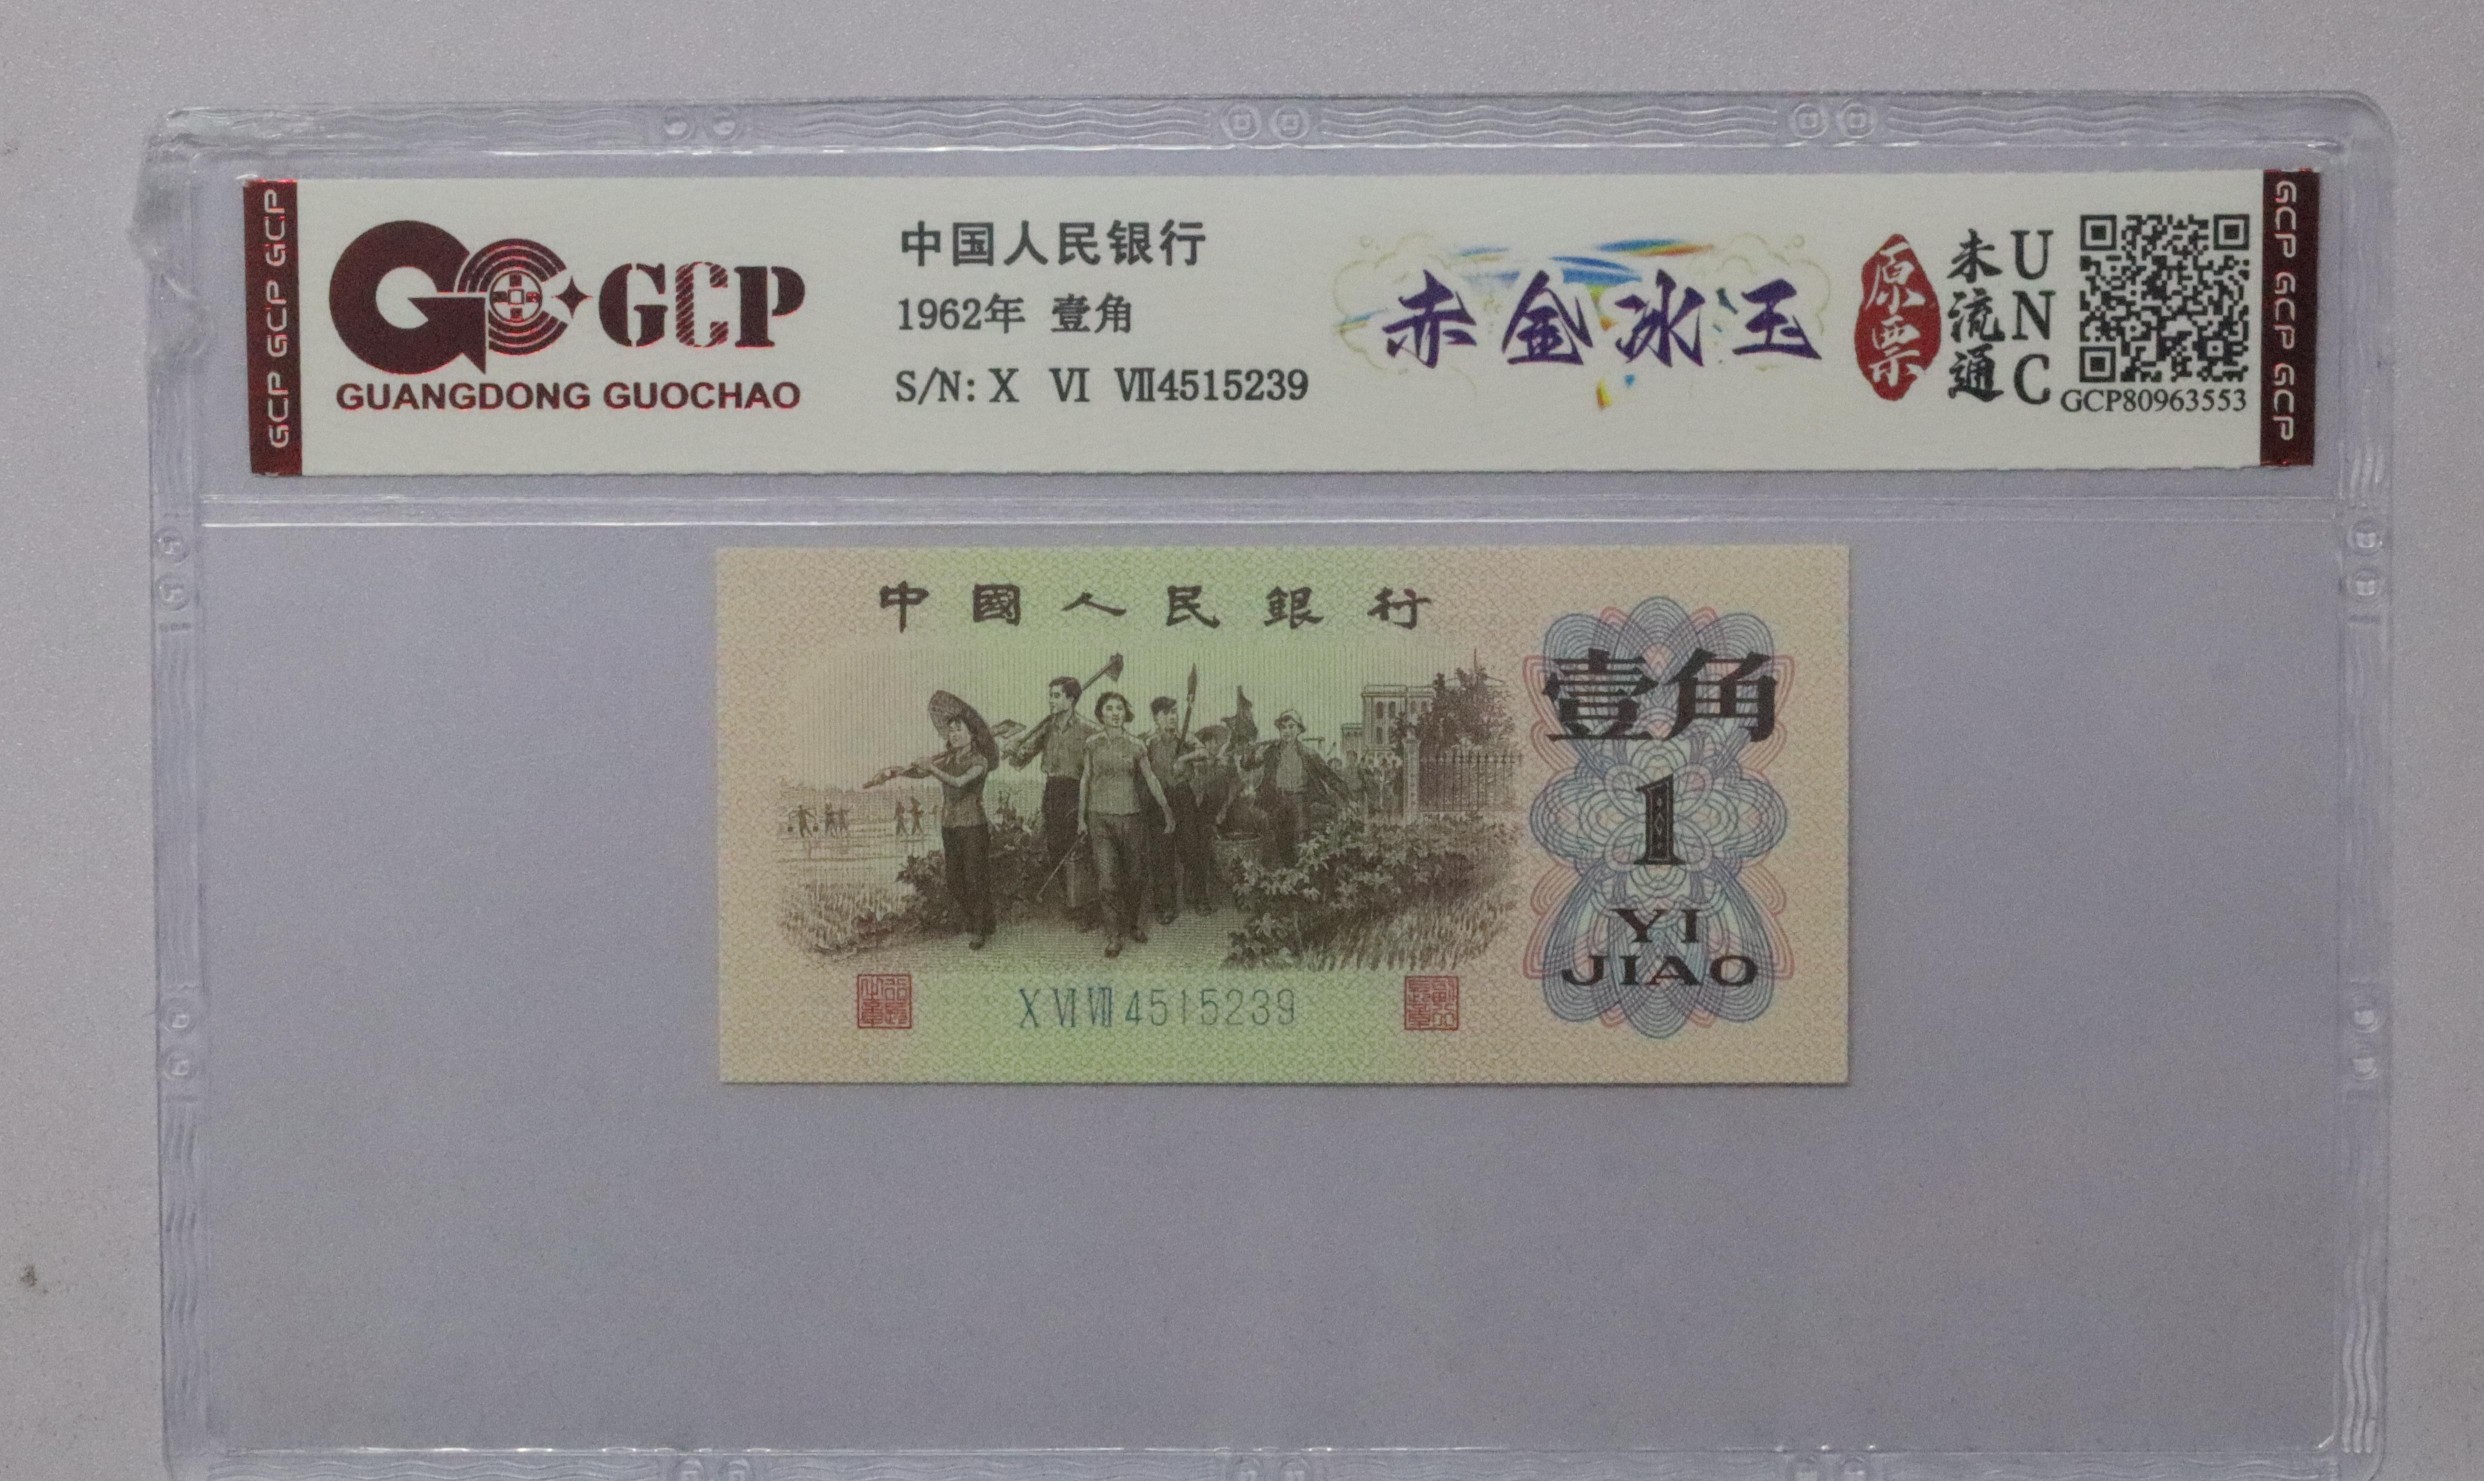 GCP GCP GCP
GCP
GUANGDONG GUOCHAO
中国人民银行
1962年 壹角
S/N: X VI VII4515239
赤金冰玉
原票
未流通
UNC
GCP80963553
GCP GCP GCP
中國人民銀行
壹角
1
YI
JIAO
X VI VII 4515239